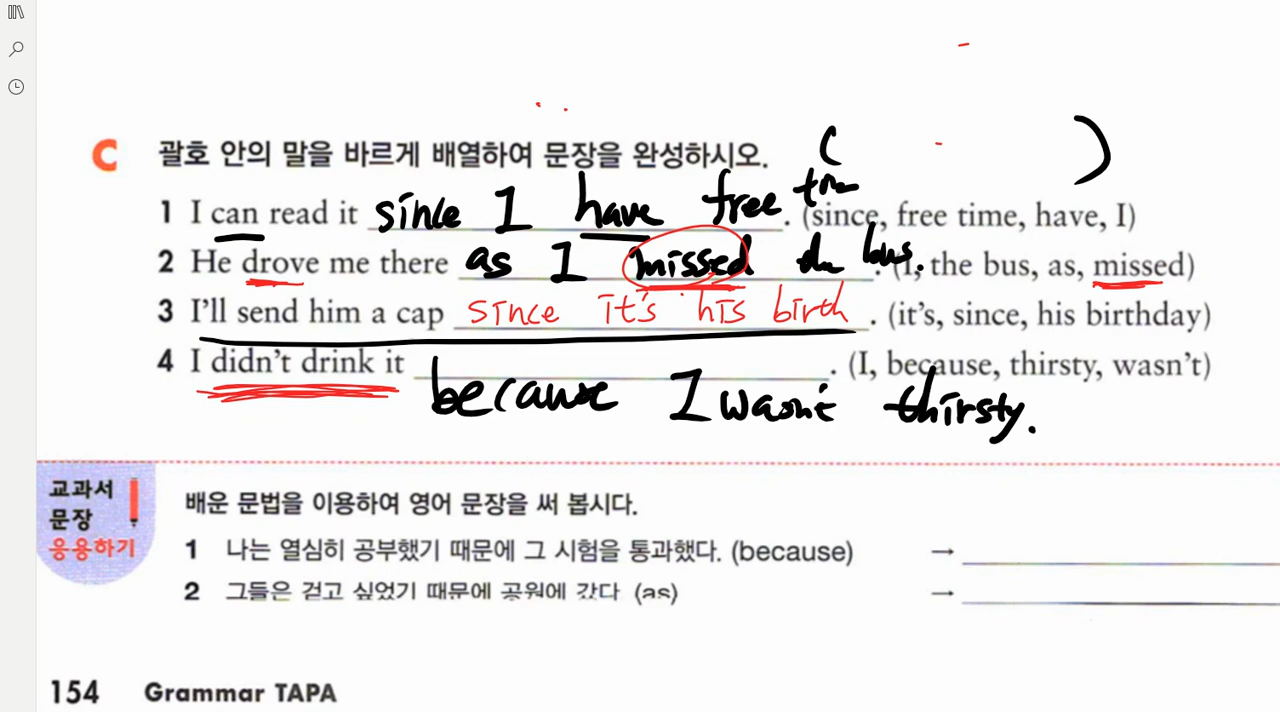 C 괄호 안의 말을 바르게 배열하여 문장을 완성하시오. ( )
1 I can read it since I have free time. (since, free time, have, I)
2 He drove me there as I missed the bus. (I, the bus, as, missed)
3 I'll send him a cap since it's his birth. (it's, since, his birthday)
4 I didn't drink it because I wasn't thirsty. (I, because, thirsty, wasn't)
교과서
문장
응용하기
배운 문법을 이용하여 영어 문장을 써 봅시다.
1 나는 열심히 공부했기 때문에 그 시험을 통과했다. (because) →
2 그들은 걷고 싶었기 때문에 공원에 갔다 (as) →
154 Grammar TAPA